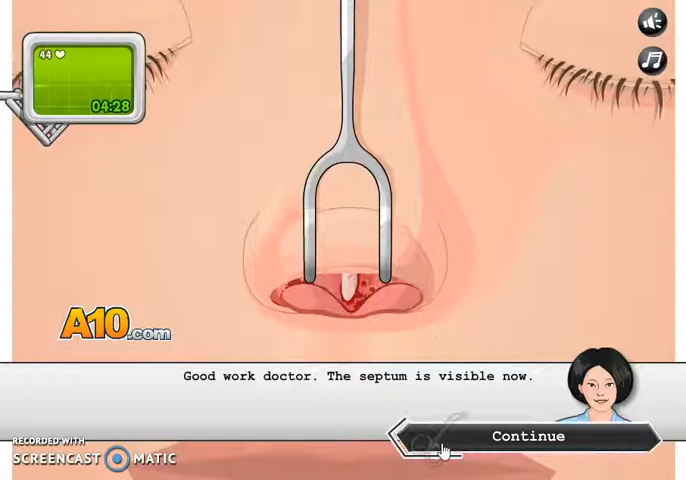 44
04:28
A10.com
Good work doctor. The septum is visible now.
Continue
RECORDED WITH
SCREENCAST MATIC